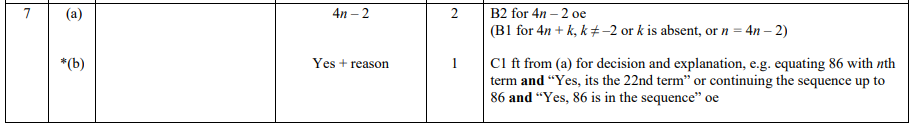 7 (a) 4n – 2 2 B2 for 4n – 2 oe
(B1 for 4n + k, k ≠ –2 or k is absent, or n = 4n – 2)
*(b) Yes + reason 1 C1 ft from (a) for decision and explanation, e.g. equating 86 with nth
term and “Yes, its the 22nd term” or continuing the sequence up to
86 and “Yes, 86 is in the sequence” oe